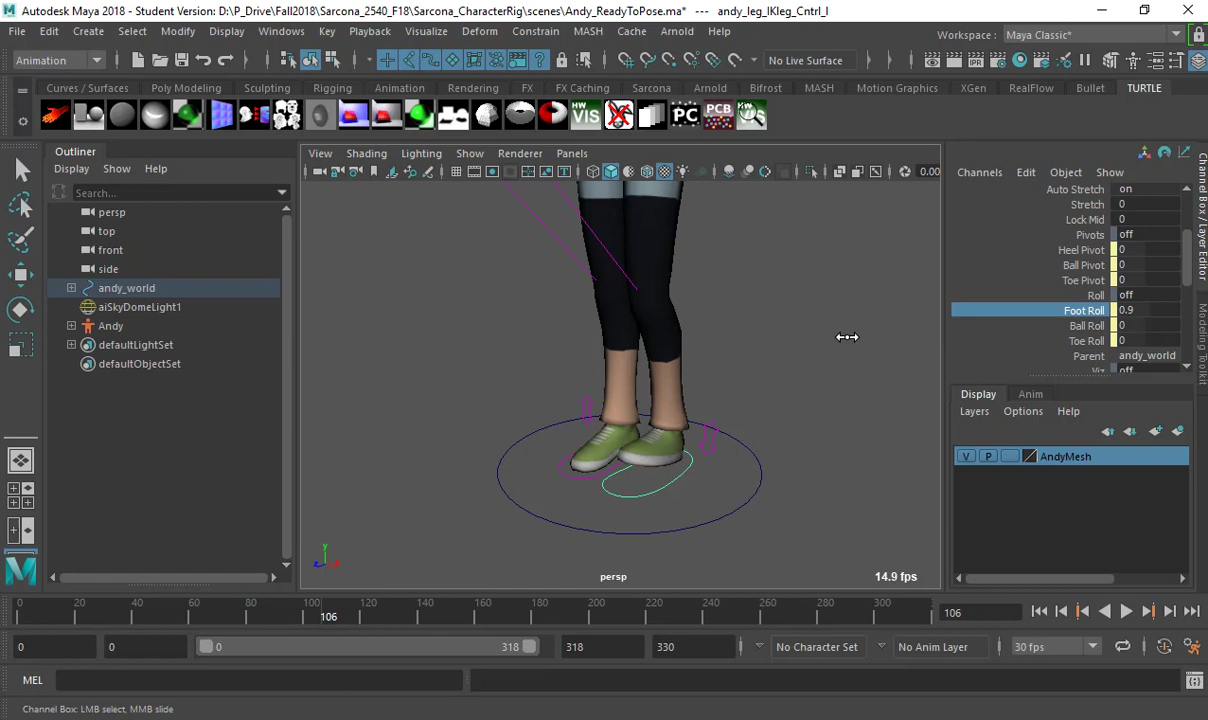 Autodesk Maya 2018 - Student Version: D:\P_Drive\Fall2018\Sarcona_2540_F18\Sarcona_CharacterRig\scenes\Andy_ReadyToPose.ma* --- andy_leg_IKleg_Cntrl_l
File Edit Create Select Modify Display Windows Key Playback Visualize Deform Constrain MASH Cache Arnold Help
Workspace : Maya Classic*
Animation No Live Surface
Curves / Surfaces Poly Modeling Sculpting Rigging Animation Rendering FX FX Caching Sarcona Arnold Bifrost MASH Motion Graphics XGen RealFlow Bullet TURTLE
HW VIS PC PCB
Outliner
Display Show Help
Search...
persp
top
front
side
andy_world
aiSkyDomeLight1
Andy
defaultLightSet
defaultObjectSet
View Shading Lighting Show Renderer Panels
0.00
persp
14.9 fps
Channels Edit Object Show
Auto Stretch on
Stretch 0
Lock Mid 0
Pivots off
Heel Pivot 0
Ball Pivot 0
Toe Pivot 0
Roll off
Foot Roll 0.9
Ball Roll 0
Toe Roll 0
Parent andy_world
Display Anim
Layers Options Help
V P AndyMesh
Channel Box / Layer Editor
Modeling Toolkit
0 20 40 60 80 100 120 140 160 180 200 220 240 260 280 300
106
106
0 0 0 318 318 330 No Character Set No Anim Layer 30 fps
MEL
Channel Box: LMB select, MMB slide